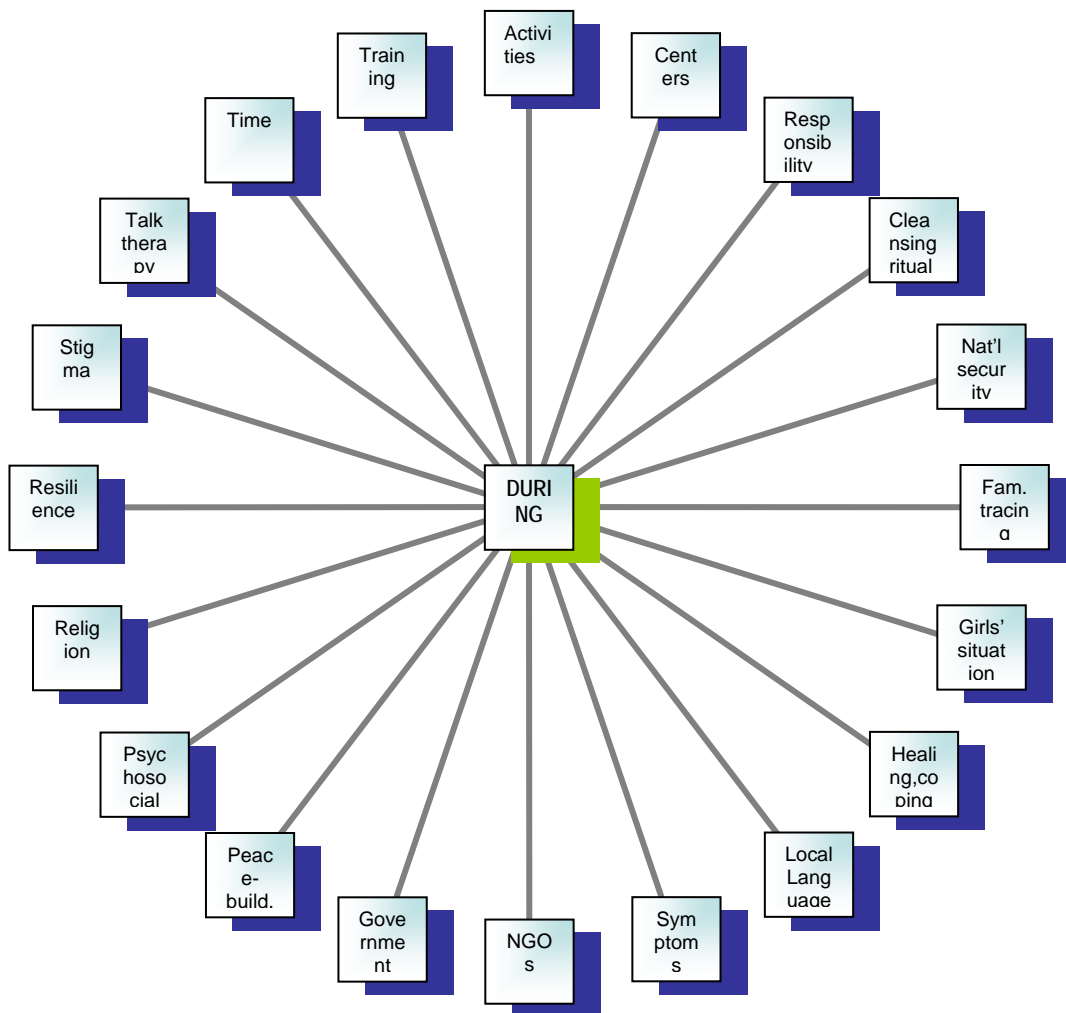 Activi
ties
Cent
ers
Resp
onsib
ility
Clea
nsing
ritual
Nat'l
secur
ity
Fam.
tracin
g
Girls'
situat
ion
Heali
ng,co
ping
Local
Lang
uage
Sym
ptom
s
NGO
s
Gove
rnme
nt
Peac
e-
build.
Psyc
hoso
cial
Relig
ion
Resili
ence
Stig
ma
Talk
thera
py
Time
Train
ing
DURI
NG